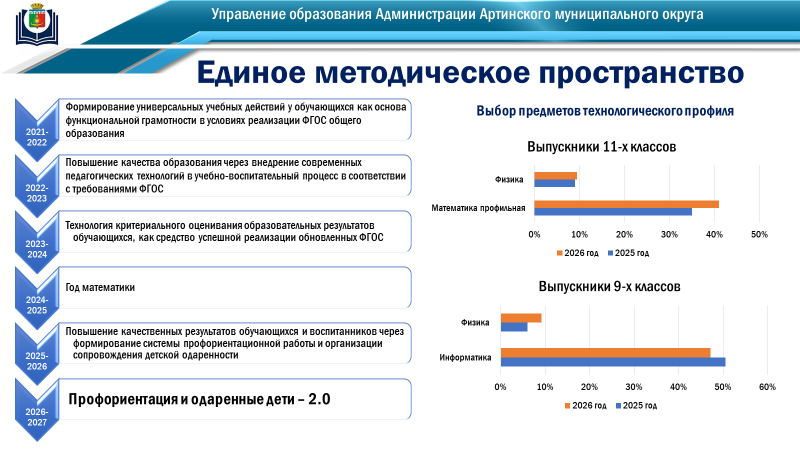 Управление образования Администрации Артинского муниципального округа
Единое методическое пространство
2021-
2022
Формирование универсальных учебных действий у обучающихся как основа
функциональной грамотности в условиях реализации ФГОС общего
образования
2022-
2023
Повышение качества образования через внедрение современных
педагогических технологий в учебно-воспитательный процесс в соответствии
с требованиями ФГОС
2023-
2024
Технология критериального оценивания образовательных результатов
обучающихся, как средство успешной реализации обновленных ФГОС
2024-
2025
Год математики
2025-
2026
Повышение качественных результатов обучающихся и воспитанников через
формирование системы профориентационной работы и организации
сопровождения детской одаренности
2026-
2027
Профориентация и одаренные дети – 2.0
Выбор предметов технологического профиля
Выпускники 11-х классов
Физика
Математика профильная
0% 10% 20% 30% 40% 50%
2026 год 2025 год
Выпускники 9-х классов
Физика
Информатика
0% 10% 20% 30% 40% 50% 60%
2026 год 2025 год